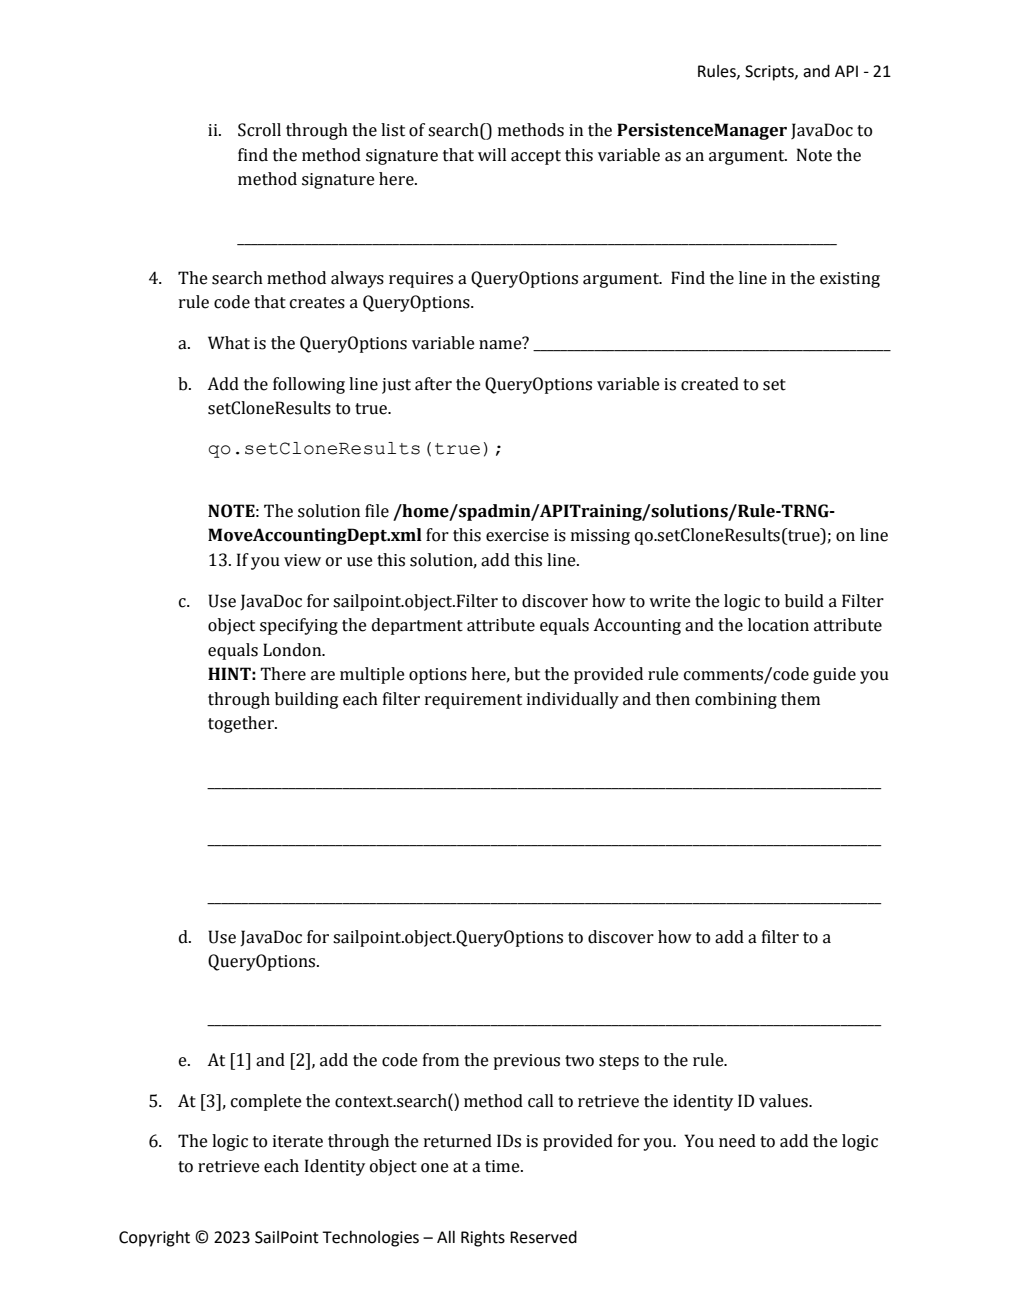 Rules, Scripts, and API - 21
ii. Scroll through the list of search() methods in the PersistenceManager JavaDoc to
find the method signature that will accept this variable as an argument. Note the
method signature here.
4. The search method always requires a QueryOptions argument. Find the line in the existing
rule code that creates a QueryOptions.
a. What is the QueryOptions variable name?
b. Add the following line just after the QueryOptions variable is created to set
setCloneResults to true.
qo.setCloneResults(true);
NOTE: The solution file /home/spadmin/APITraining/solutions/Rule-TRNG-
MoveAccountingDept.xml for this exercise is missing qo.setCloneResults(true); on line
13. If you view or use this solution, add this line.
c. Use JavaDoc for sailpoint.object.Filter to discover how to write the logic to build a Filter
object specifying the department attribute equals Accounting and the location attribute
equals London.
HINT: There are multiple options here, but the provided rule comments/code guide you
through building each filter requirement individually and then combining them
together.
d. Use JavaDoc for sailpoint.object.QueryOptions to discover how to add a filter to a
QueryOptions.
e. At [1] and [2], add the code from the previous two steps to the rule.
5. At [3], complete the context.search() method call to retrieve the identity ID values.
6. The logic to iterate through the returned IDs is provided for you. You need to add the logic
to retrieve each Identity object one at a time.
Copyright © 2023 SailPoint Technologies – All Rights Reserved